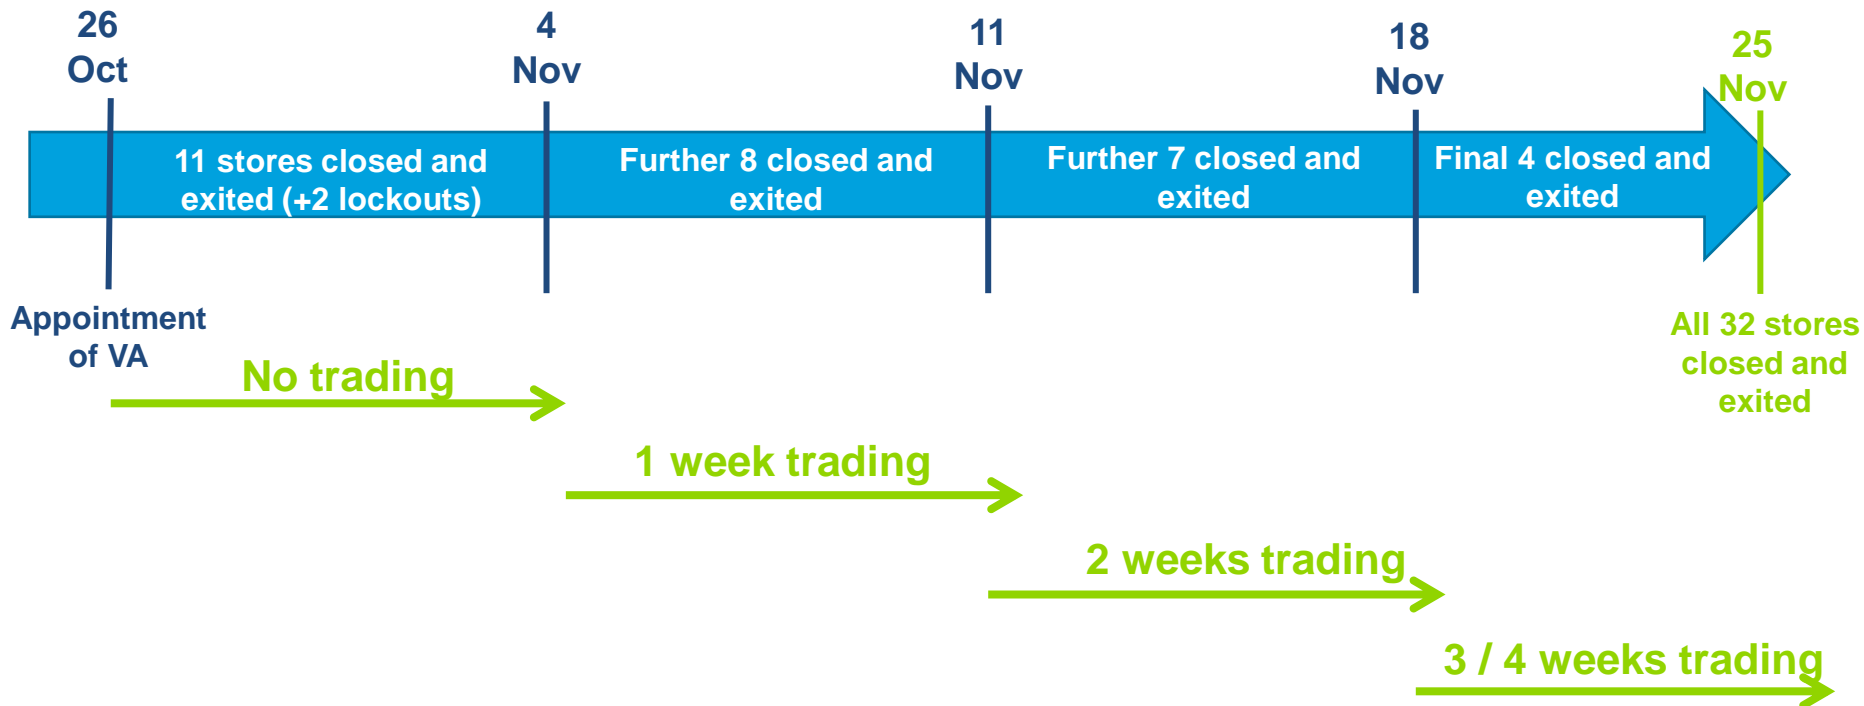 26
Oct
4
Nov
11
Nov
18
Nov
25
Nov
11 stores closed and
exited (+2 lockouts)
Further 8 closed and
exited
Further 7 closed and
exited
Final 4 closed and
exited
Appointment
of VA
All 32 stores
closed and
exited
No trading
1 week trading
2 weeks trading
3 / 4 weeks trading